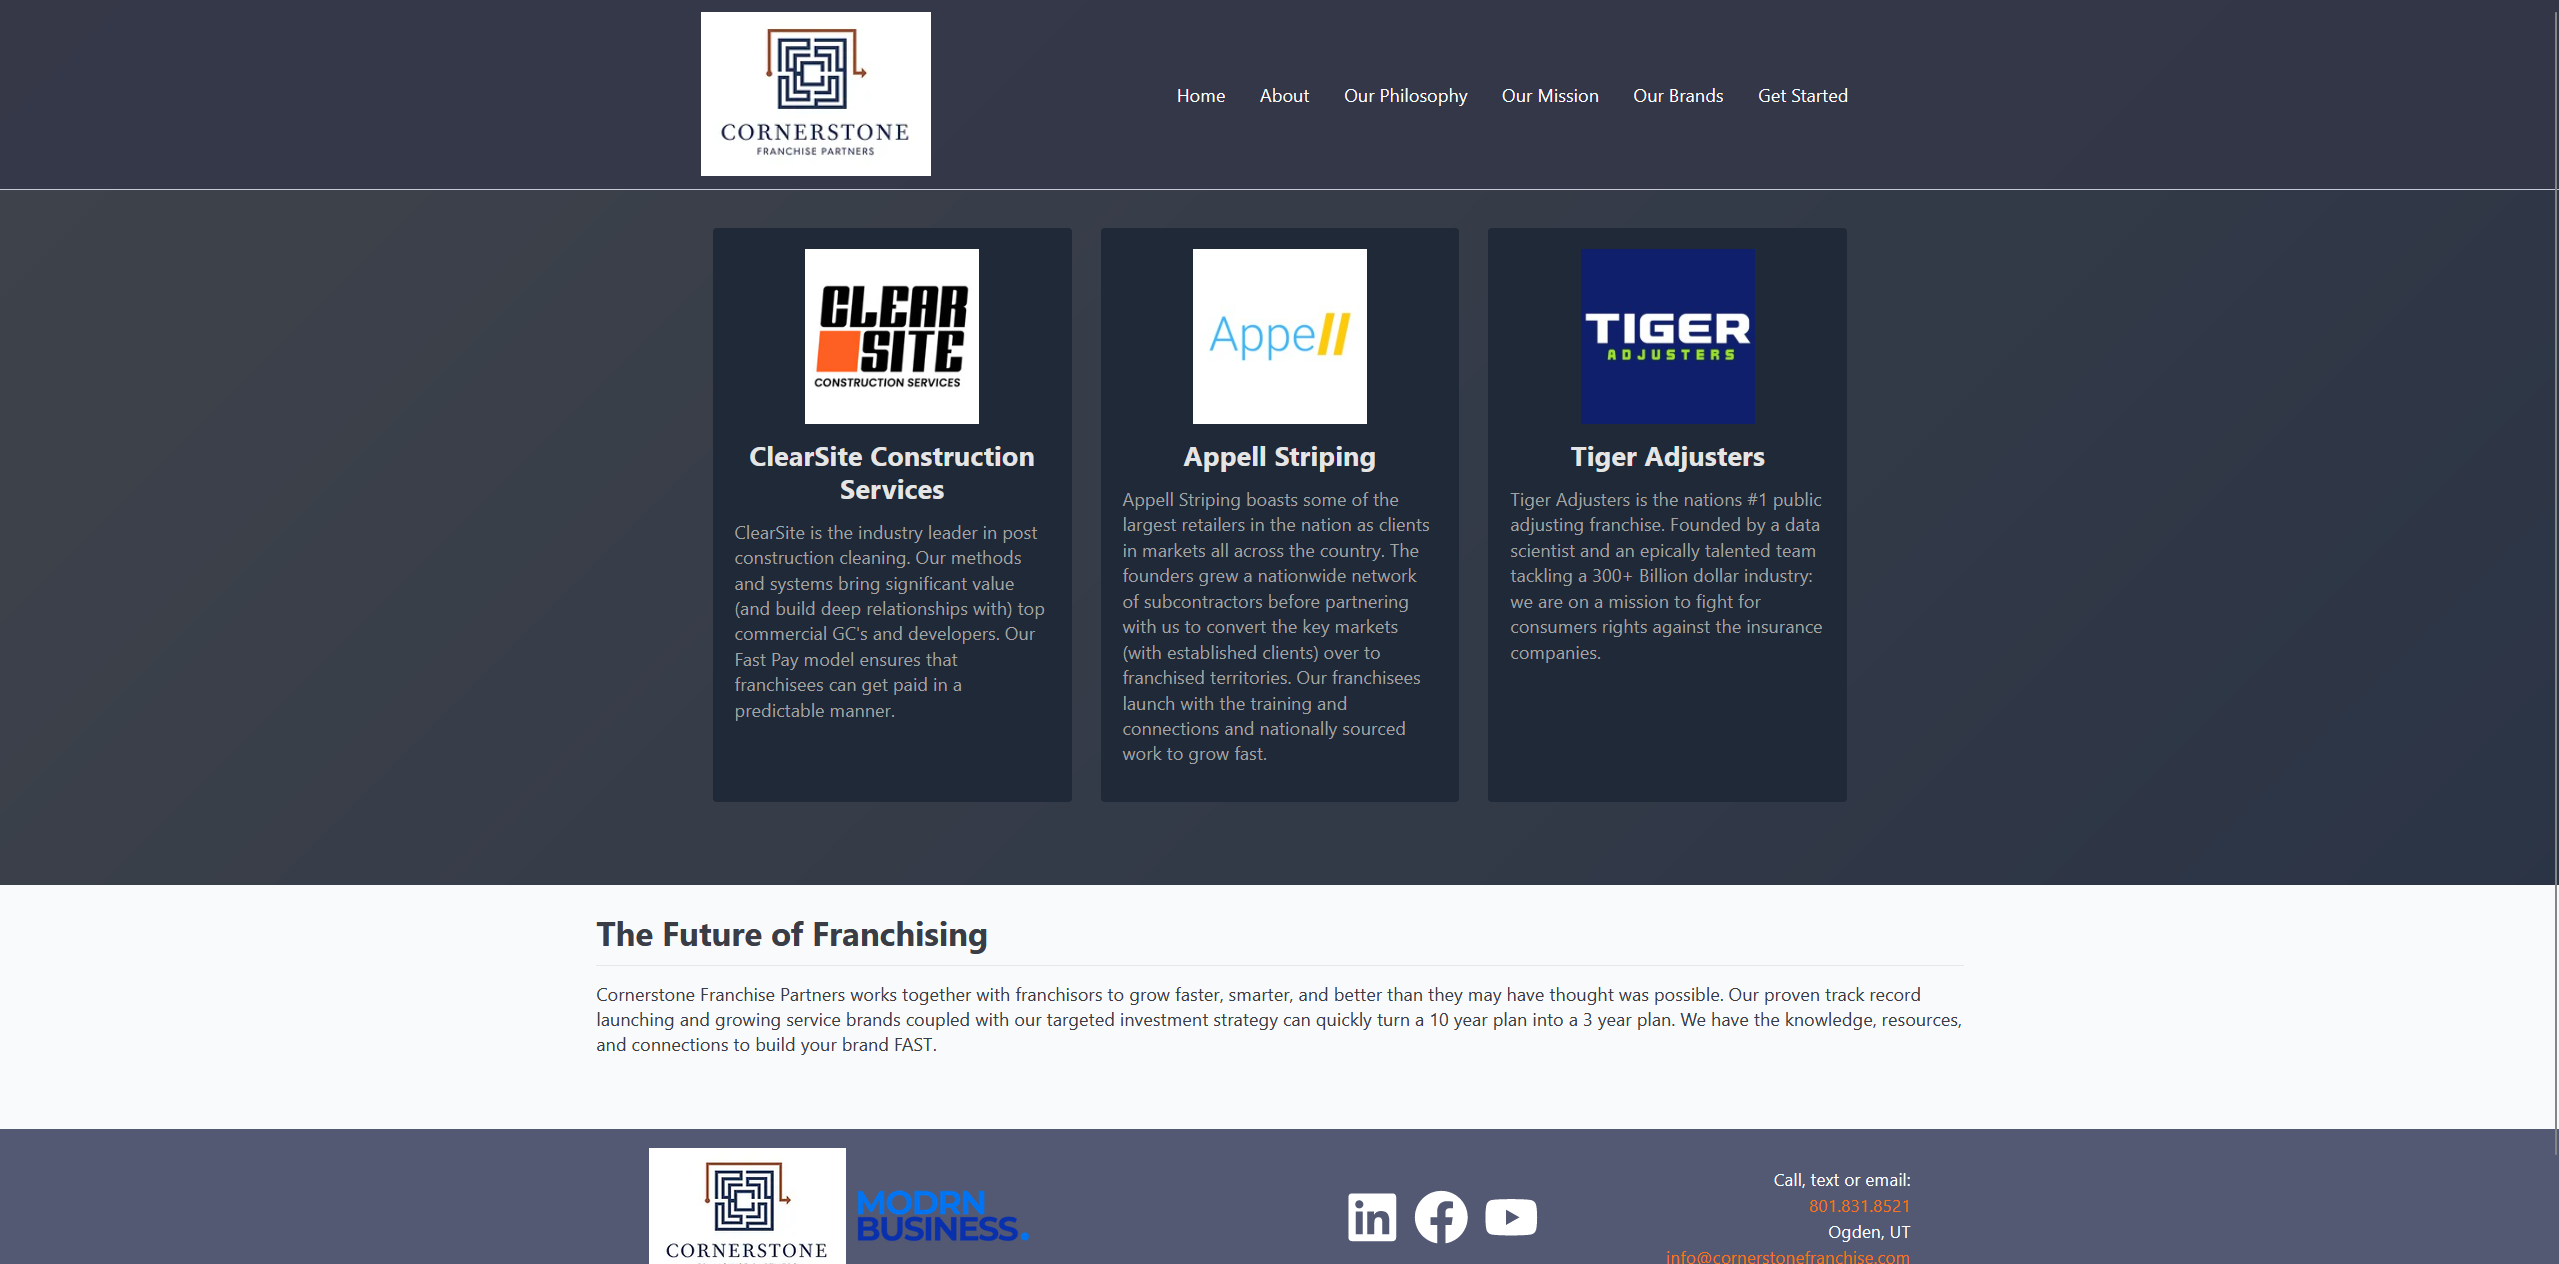 CORNERSTONE
FRANCHISE PARTNERS
Home About Our Philosophy Our Mission Our Brands Get Started
CLEAR
SITE
CONSTRUCTION SERVICES
ClearSite Construction
Services
ClearSite is the industry leader in post
construction cleaning. Our methods
and systems bring significant value
(and build deep relationships with) top
commercial GC's and developers. Our
Fast Pay model ensures that
franchisees can get paid in a
predictable manner.
Appell
Appell Striping
Appell Striping boasts some of the
largest retailers in the nation as clients
in markets all across the country. The
founders grew a nationwide network
of subcontractors before partnering
with us to convert the key markets
(with established clients) over to
franchised territories. Our franchisees
launch with the training and
connections and nationally sourced
work to grow fast.
TIGER
ADJUSTERS
Tiger Adjusters
Tiger Adjusters is the nations #1 public
adjusting franchise. Founded by a data
scientist and an epically talented team
tackling a 300+ Billion dollar industry:
we are on a mission to fight for
consumers rights against the insurance
companies.
The Future of Franchising
Cornerstone Franchise Partners works together with franchisors to grow faster, smarter, and better than they may have thought was possible. Our proven track record
launching and growing service brands coupled with our targeted investment strategy can quickly turn a 10 year plan into a 3 year plan. We have the knowledge, resources,
and connections to build your brand FAST.
CORNERSTONE
MODRN
BUSINESS.
in
Call, text or email:
801.831.8521
Ogden, UT
info@cornerstonefranchise.com